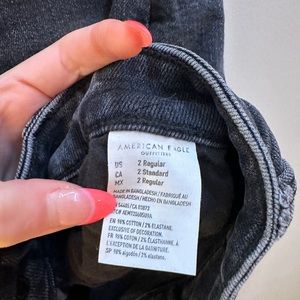 AMERICAN EAGLE
OUTFITTERS
US 2 Regular
CA 2 Standard
MX 2 Regular
MADE IN BANGLADESH / FABRIQUÉ AU
BANGLADESH / HECHO EN BANGLADESH
EN 98% COTTON / 2% ELASTANE.
EXCLUSIVE OF DECORATION.
FR 98% COTON / 2% ÉLASTHANNE. À
L'EXCEPTION DE LA GARNITURE.
SP 98% algodón / 2% elastano.